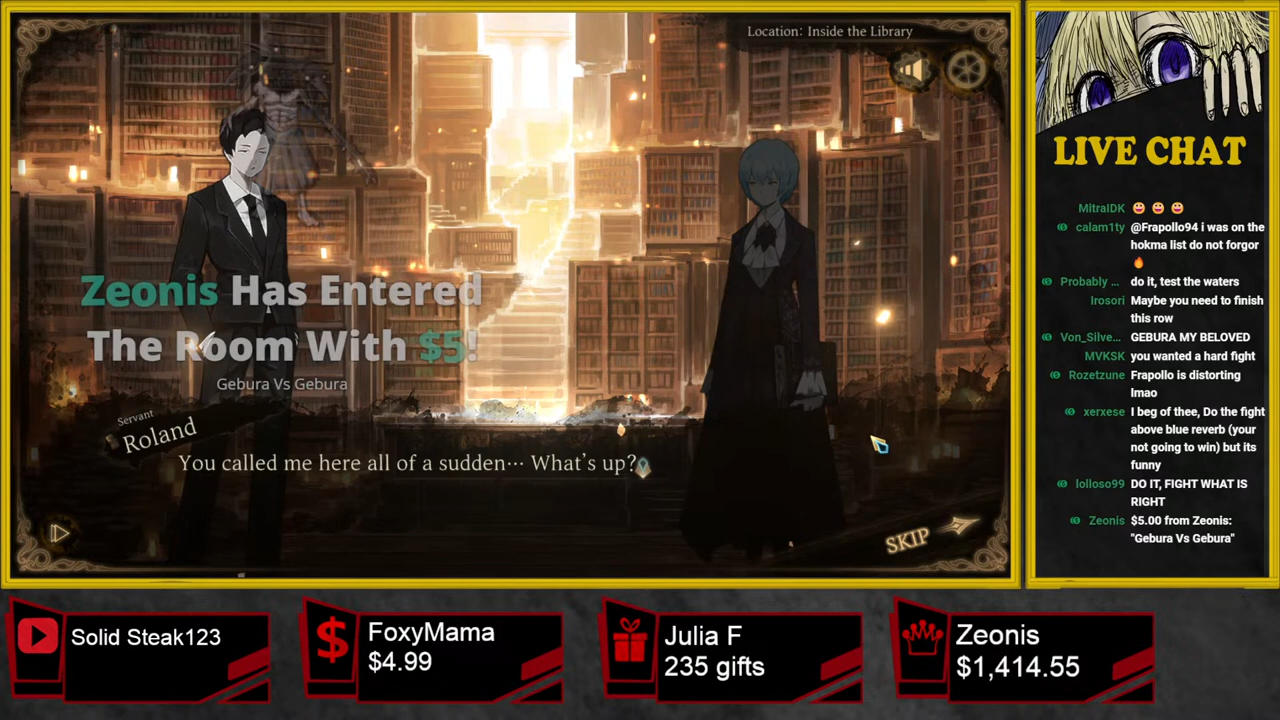 Location: Inside the Library
Zeonis Has Entered
The Room With $5!
Gebura Vs Gebura
Servant
Roland
You called me here all of a sudden··· What's up?
SKIP
LIVE CHAT
MitraIDK
calam1ty @Frapollo94 i was on the
hokma list do not forgor
Probably ... do it, test the waters
Irosori Maybe you need to finish
this row
Von_Silve... GEBURA MY BELOVED
MVKSK you wanted a hard fight
Rozetzune Frapollo is distorting
lmao
xerxese I beg of thee, Do the fight
above blue reverb (your
not going to win) but its
funny
lolloso99 DO IT, FIGHT WHAT IS
RIGHT
Zeonis $5.00 from Zeonis:
"Gebura Vs Gebura"
Solid Steak123
FoxyMama
$4.99
Julia F
235 gifts
Zeonis
$1,414.55